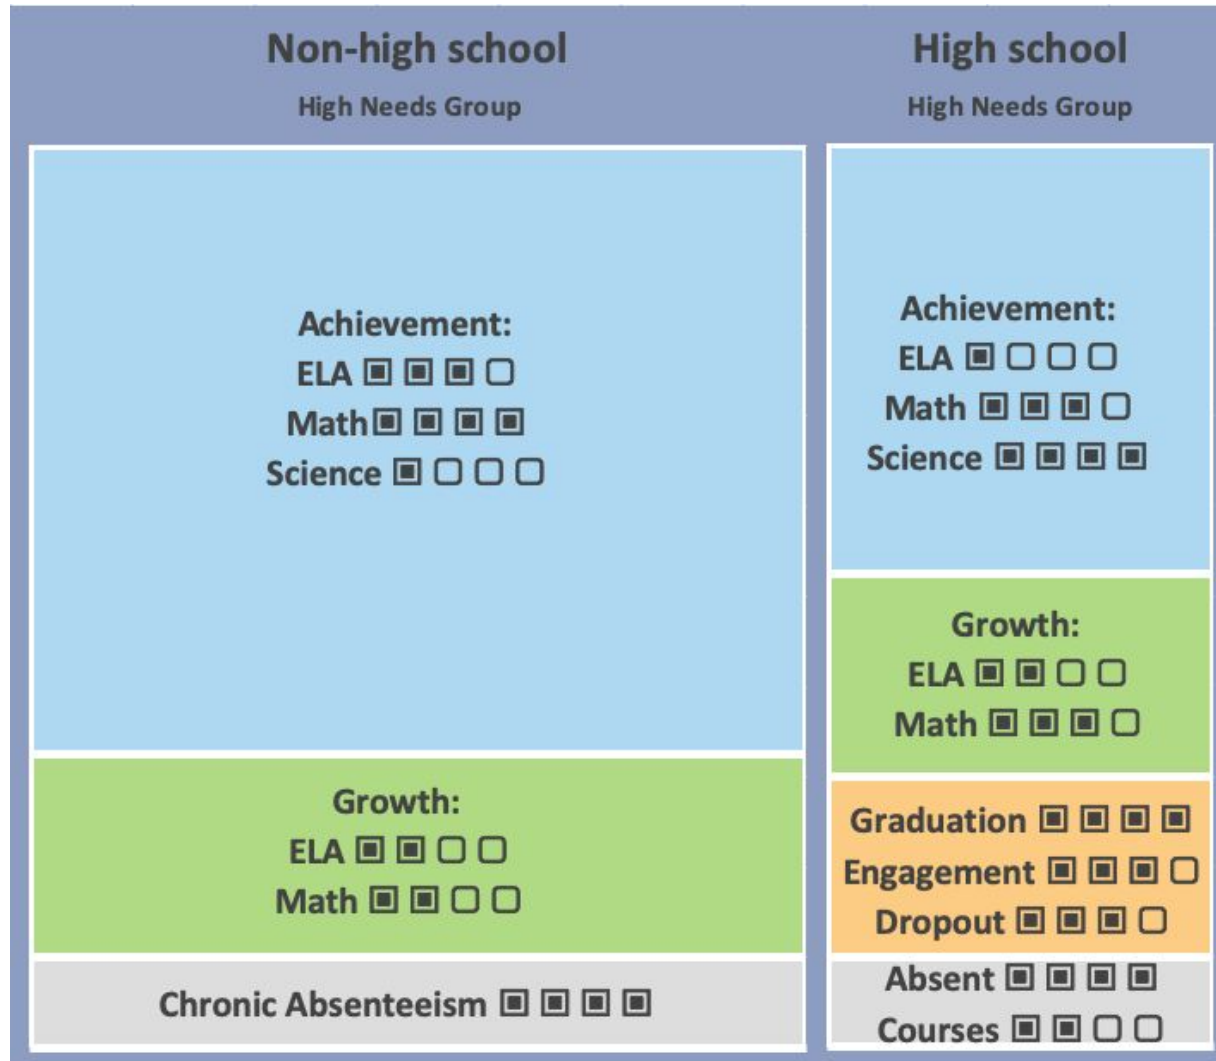 Non-high school
High Needs Group
Achievement:
ELA ▣ ▣ ▣ ▢
Math▣ ▣ ▣ ▣
Science ▣ ▢ ▢ ▢
Growth:
ELA ▣ ▣ ▢ ▢
Math ▣ ▣ ▢ ▢
Chronic Absenteeism ▣ ▣ ▣ ▣
High school
High Needs Group
Achievement:
ELA ▣ ▢ ▢ ▢
Math ▣ ▣ ▣ ▢
Science ▣ ▣ ▣ ▣
Growth:
ELA ▣ ▣ ▢ ▢
Math ▣ ▣ ▣ ▢
Graduation ▣ ▣ ▣ ▣
Engagement ▣ ▣ ▣ ▢
Dropout ▣ ▣ ▣ ▢
Absent ▣ ▣ ▣ ▣
Courses ▣ ▣ ▢ ▢